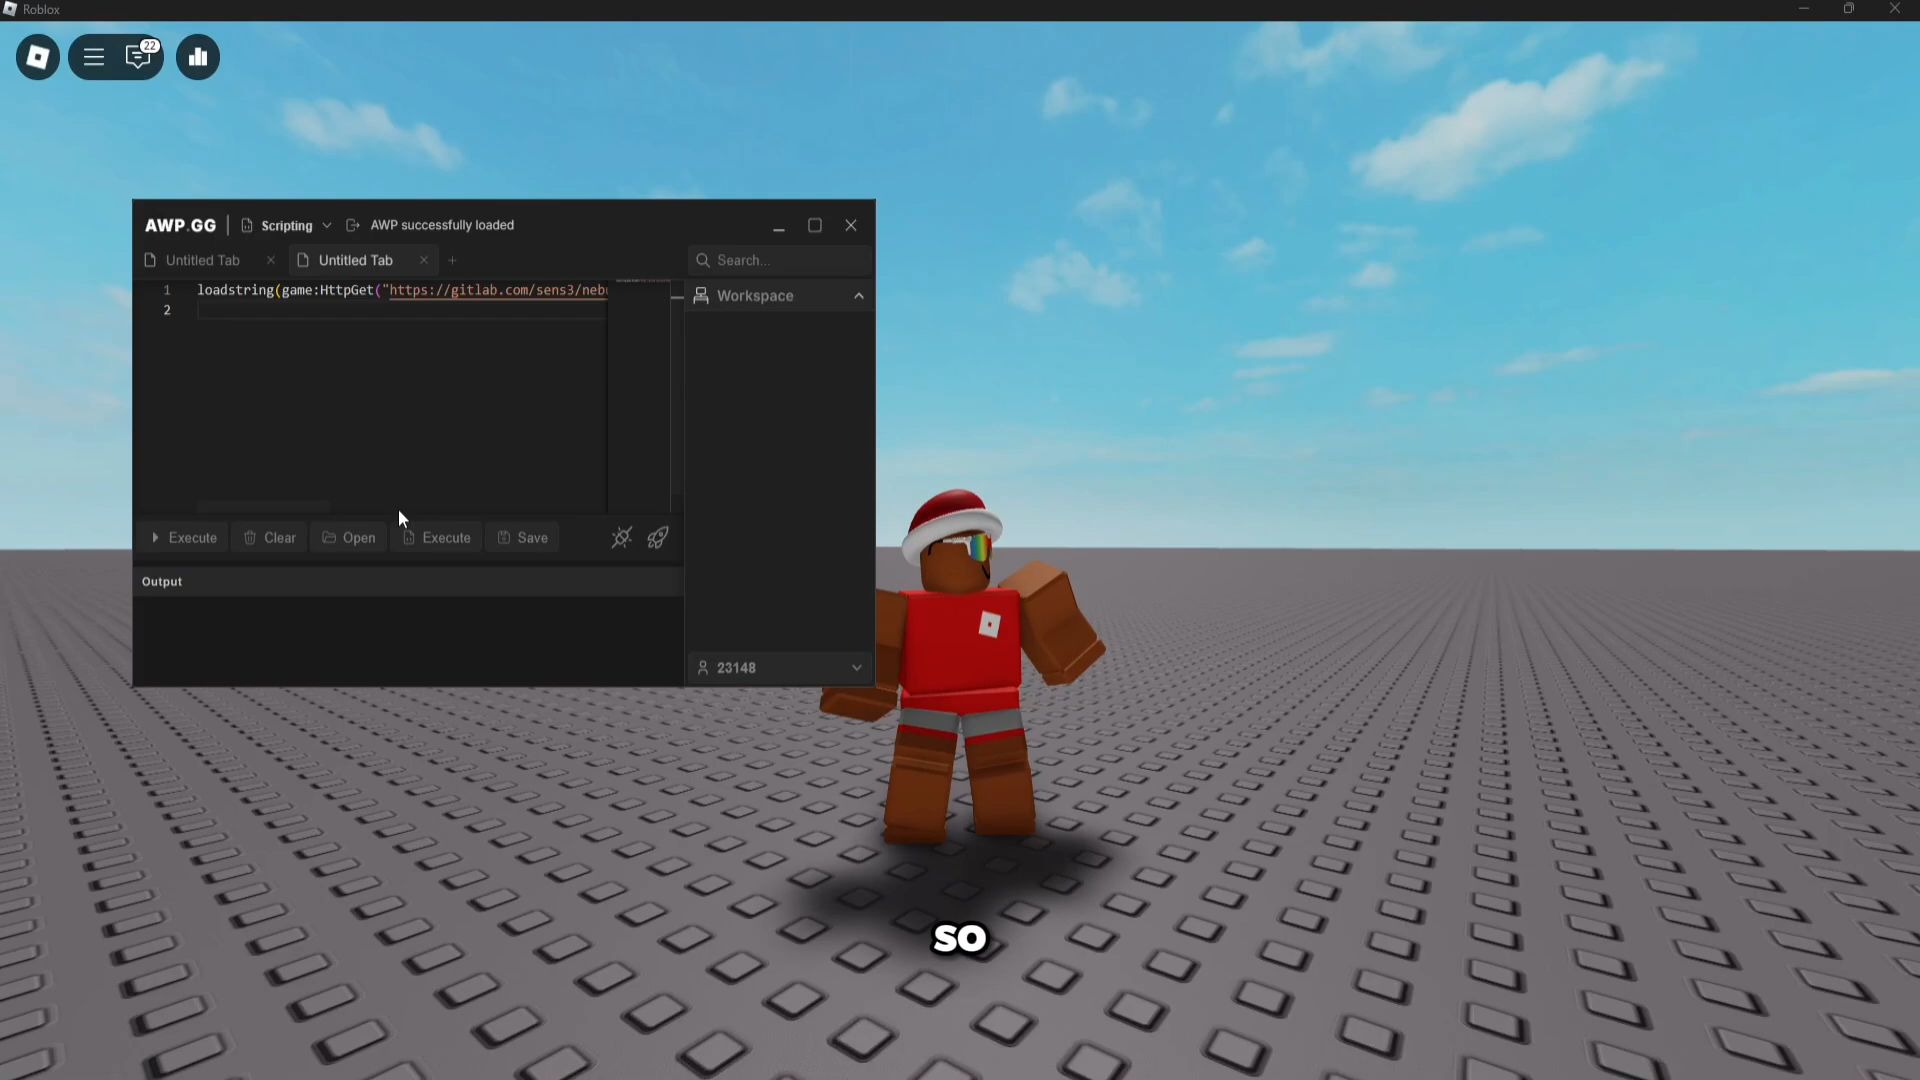 Roblox
22
AWP.GG
Scripting
AWP successfully loaded
Untitled Tab
Untitled Tab
Search...
1 loadstring(game:HttpGet("https://gitlab.com/sens3/neb
2
Workspace
Execute
Clear
Open
Execute
Save
Output
23148
SO